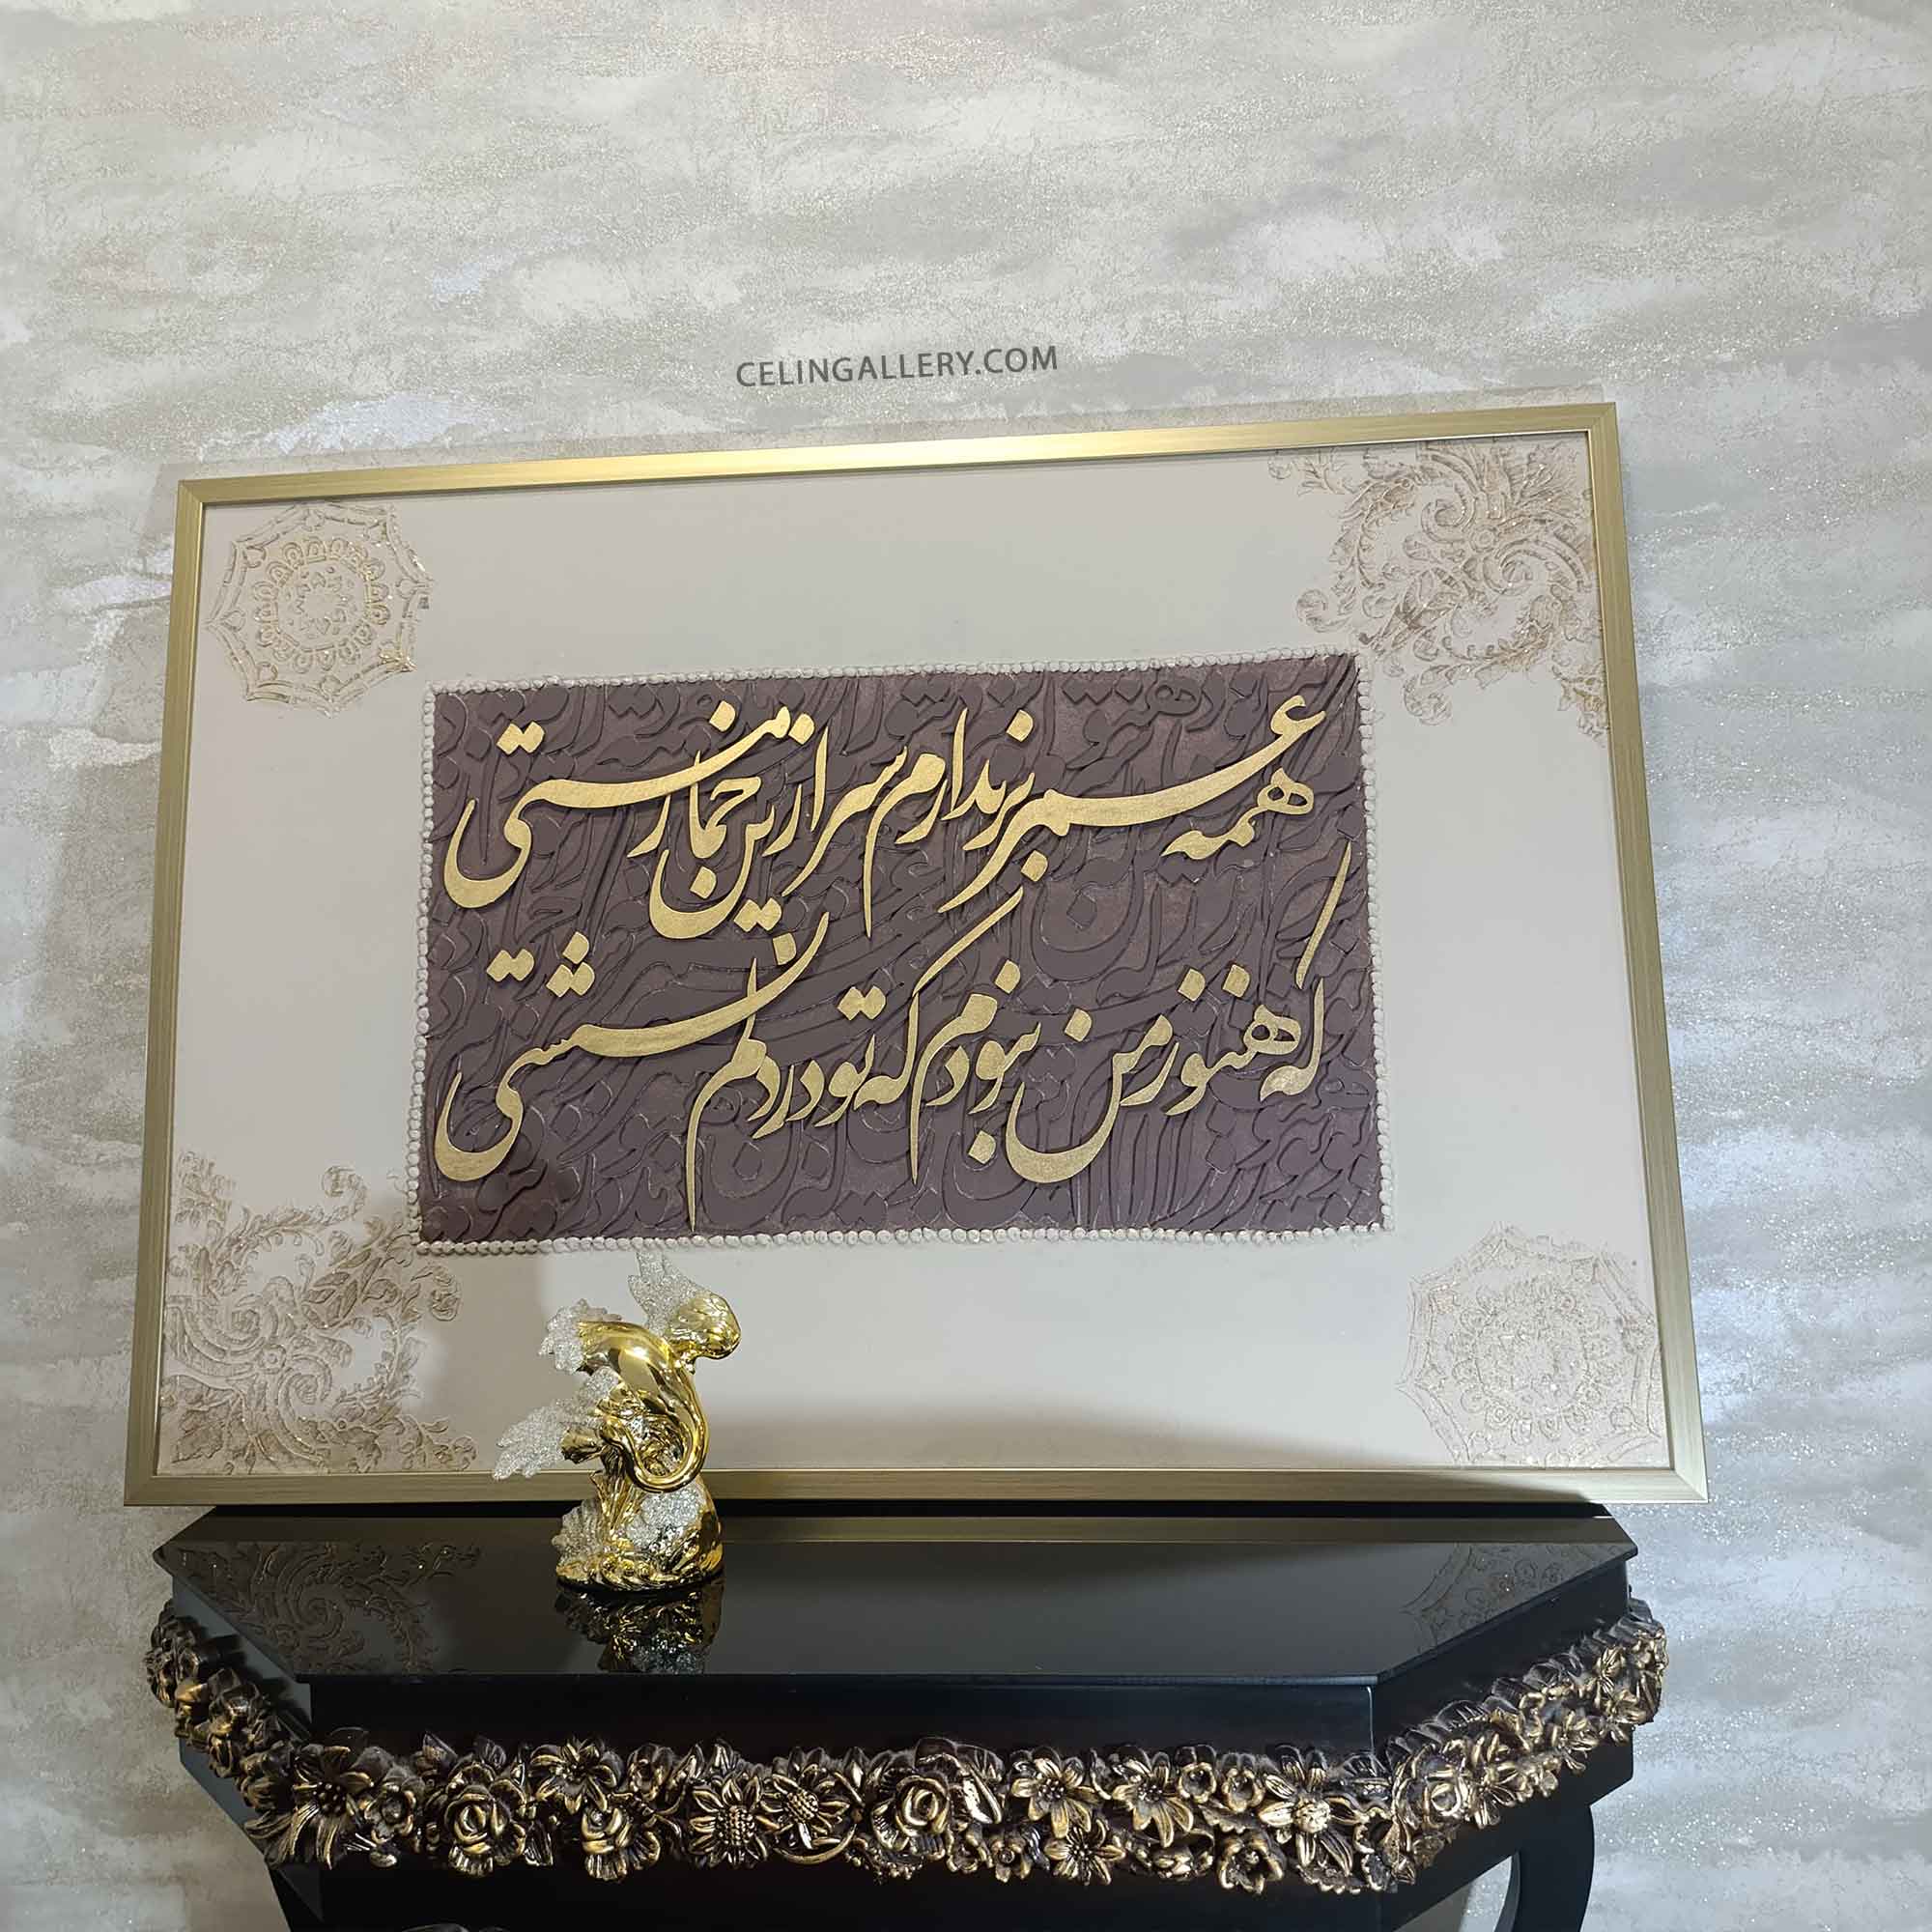 CELINGALLERY.COM
همه عمر برندارم سر از این خمار مستی
که هنوز من نبودم که تو در دلم نشستی